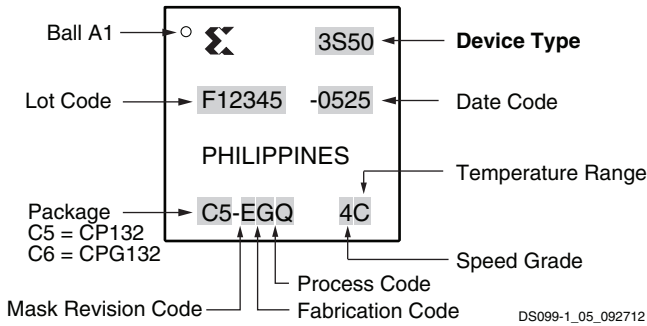 Ball A1
3S50
Device Type
Lot Code
F12345 -0525
Date Code
PHILIPPINES
Temperature Range
Package
C5 = CP132
C6 = CPG132
C5-EGQ 4C
Speed Grade
Process Code
Mask Revision Code
Fabrication Code
DS099-1_05_092712